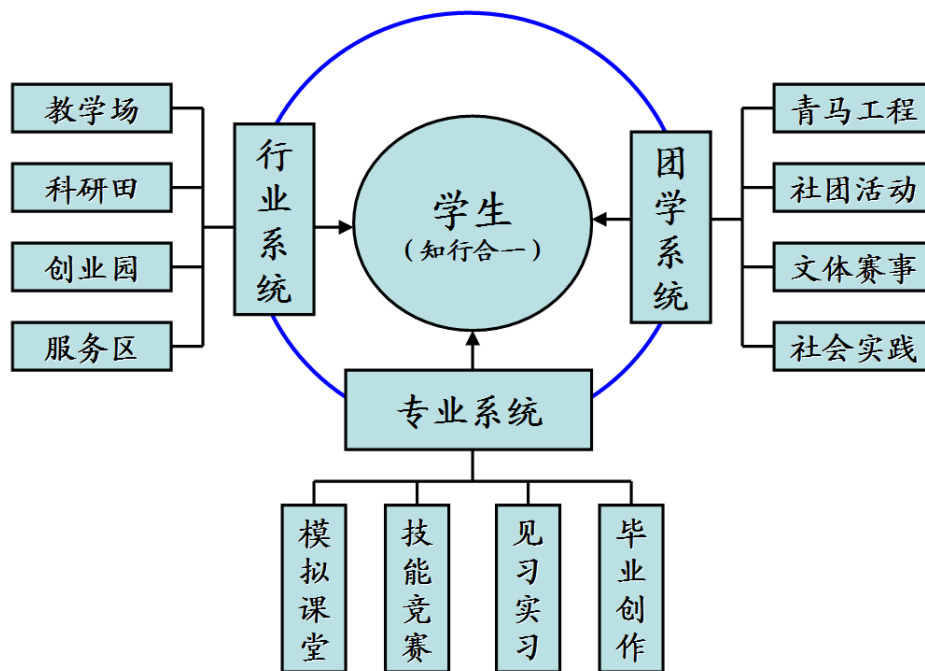 教学场
科研田
创业园
服务区
行业系统
学生
（知行合一）
团学系统
青马工程
社团活动
文体赛事
社会实践
专业系统
模拟课堂
技能竞赛
见习实习
毕业创作